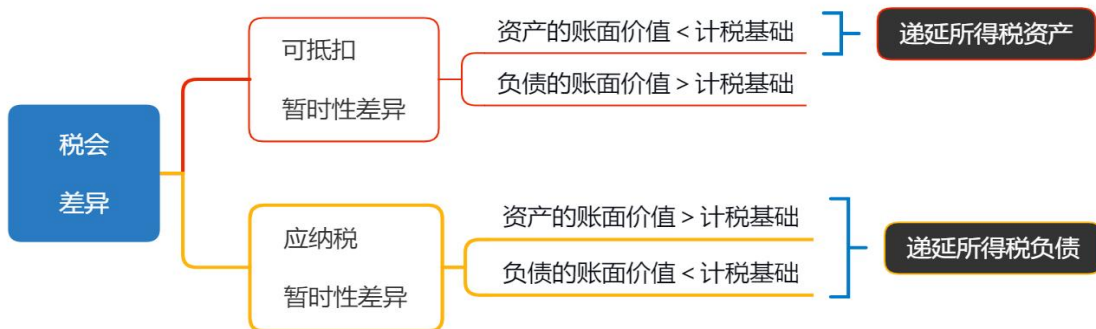 税会
差异
可抵扣
暂时性差异
资产的账面价值 < 计税基础
负债的账面价值 > 计税基础
递延所得税资产
应纳税
暂时性差异
资产的账面价值 > 计税基础
负债的账面价值 < 计税基础
递延所得税负债